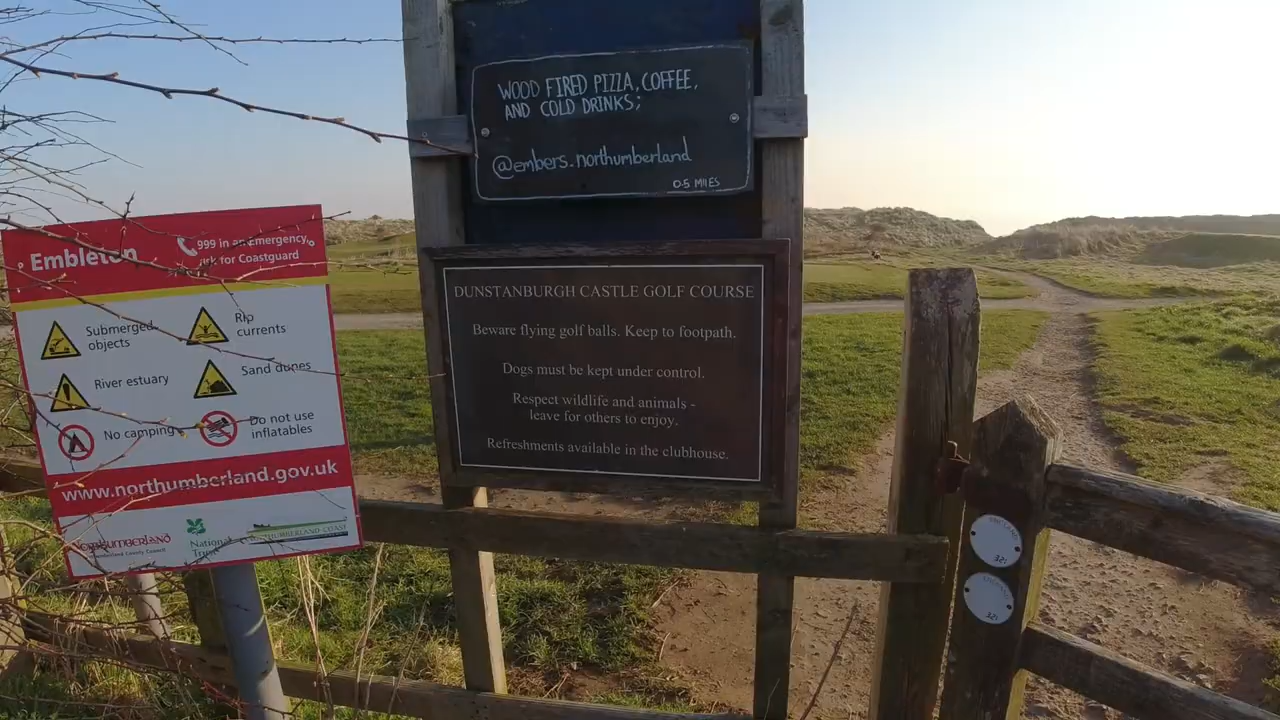 WOOD FIRED PIZZA, COFFEE,
AND COLD DRINKS;
@embers_northumberland
0.5 MILES
Embleton
999 in an Emergency,
ask for Coastguard
Submerged
objects
Rip
currents
River estuary
Sand dunes
No camping
Do not use
inflatables
www.northumberland.gov.uk
Northumberland County Council
National
Trust
NORTHUMBERLAND COAST
DUNSTANBURGH CASTLE GOLF COURSE
Beware flying golf balls. Keep to footpath.
Dogs must be kept under control.
Respect wildlife and animals -
leave for others to enjoy.
Refreshments available in the clubhouse.